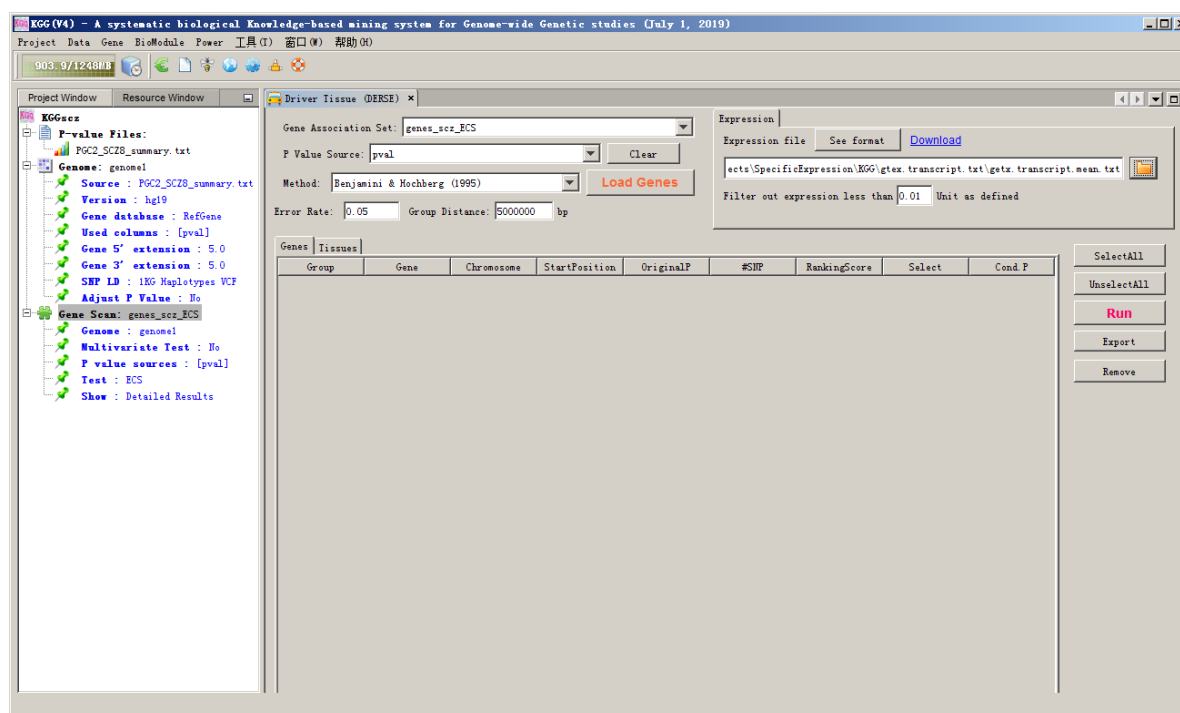 KGG(V4) - A systematic biological Knowledge-based mining system for Genome-wide Genetic studies (July 1, 2019)
Project Data Gene BioModule Power 工具(T) 窗口(W) 帮助(H)
903.9/1248MB
Project Window Resource Window
Driver Tissue (DERSE) ×
KGG KGGscz
P-value Files:
PGC2_SCZ8_summary.txt
Genome: genome1
Source : PGC2_SCZ8_summary.txt
Version : hg19
Gene database : RefGene
Used columns : [pval]
Gene 5' extension : 5.0
Gene 3' extension : 5.0
SNP LD : 1KG Haplotypes VCF
Adjust P Value : No
Gene Scan: genes_scz_ECS
Genome : genome1
Multivariate Test : No
P value sources : [pval]
Test : ECS
Show : Detailed Results
Gene Association Set: genes_scz_ECS
P Value Source: pval Clear
Method: Benjamini & Hochberg (1995) Load Genes
Error Rate: 0.05 Group Distance: 5000000 bp
Expression
Expression file See format Download
ects\SpecificExpression\KGG\gtex.transcript.txt\getx.transcript.mean.txt
Filter out expression less than 0.01 Unit as defined
Genes Tissues
Group Gene Chromosome StartPosition OriginalP #SNP RankingScore Select Cond.P
SelectAll
UnselectAll
Run
Export
Remove